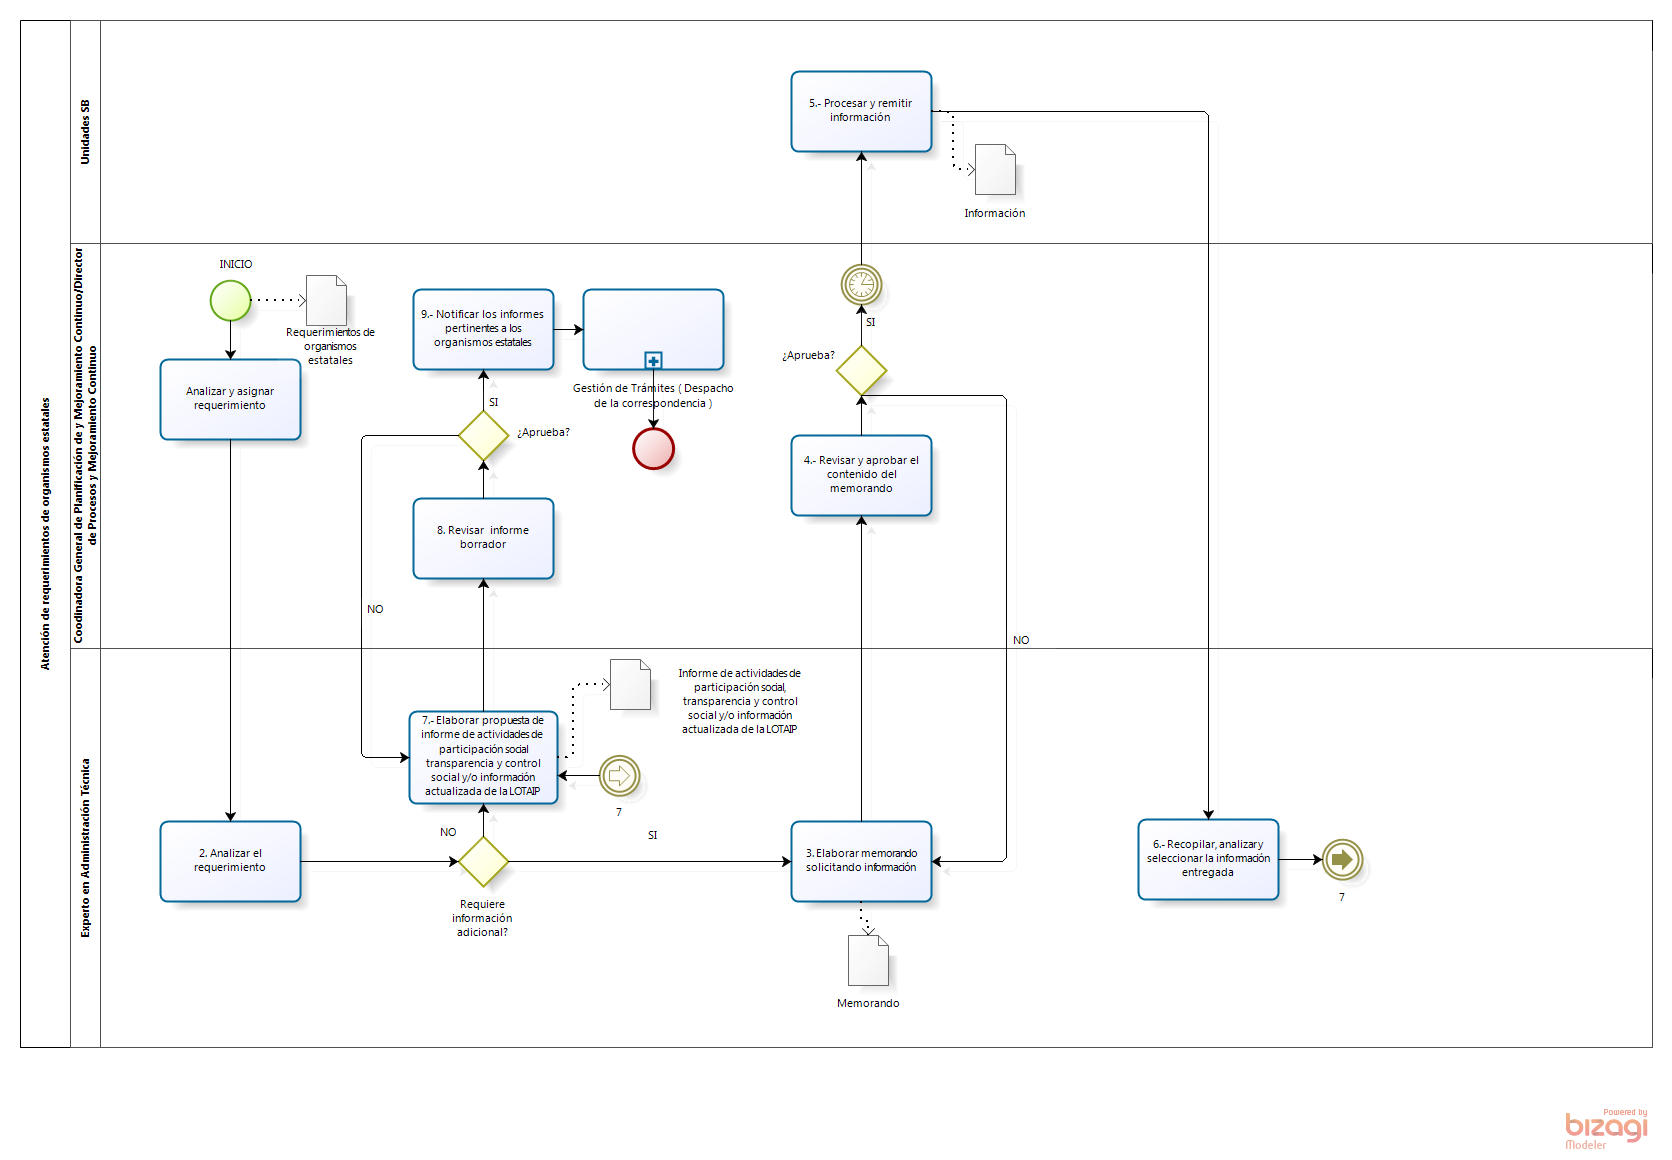 Atención de requerimientos de organismos estatales
Unidades SB
5.- Procesar y remitir
información
Información
Coodinadora General de Planificación de y Mejoramiento Continuo/Director
de Procesos y Mejoramiento Continuo
INICIO
Requerimientos de
organismos
estatales
Analizar y asignar
requerimiento
9.- Notificar los informes
pertinentes a los
organismos estatales
Gestión de Trámites ( Despacho
de la correspondencia )
SI
¿Aprueba?
8. Revisar  informe
borrador
NO
SI
¿Aprueba?
4.- Revisar y aprobar el
contenido del
memorando
NO
Experto en Administración Técnica
2. Analizar el
requerimiento
7.- Elaborar propuesta de
informe de actividades de
participación social
transparencia y control
social y/o información
actualizada de la LOTAIP
Informe de actividades de
participación social,
transparencia y control
social y/o información
actualizada de la LOTAIP
7
NO
SI
Requiere
información
adicional?
3. Elaborar memorando
solicitando información
Memorando
6.- Recopilar, analizar y
seleccionar la información
entregada
7
Powered by
bizagi
Modeler